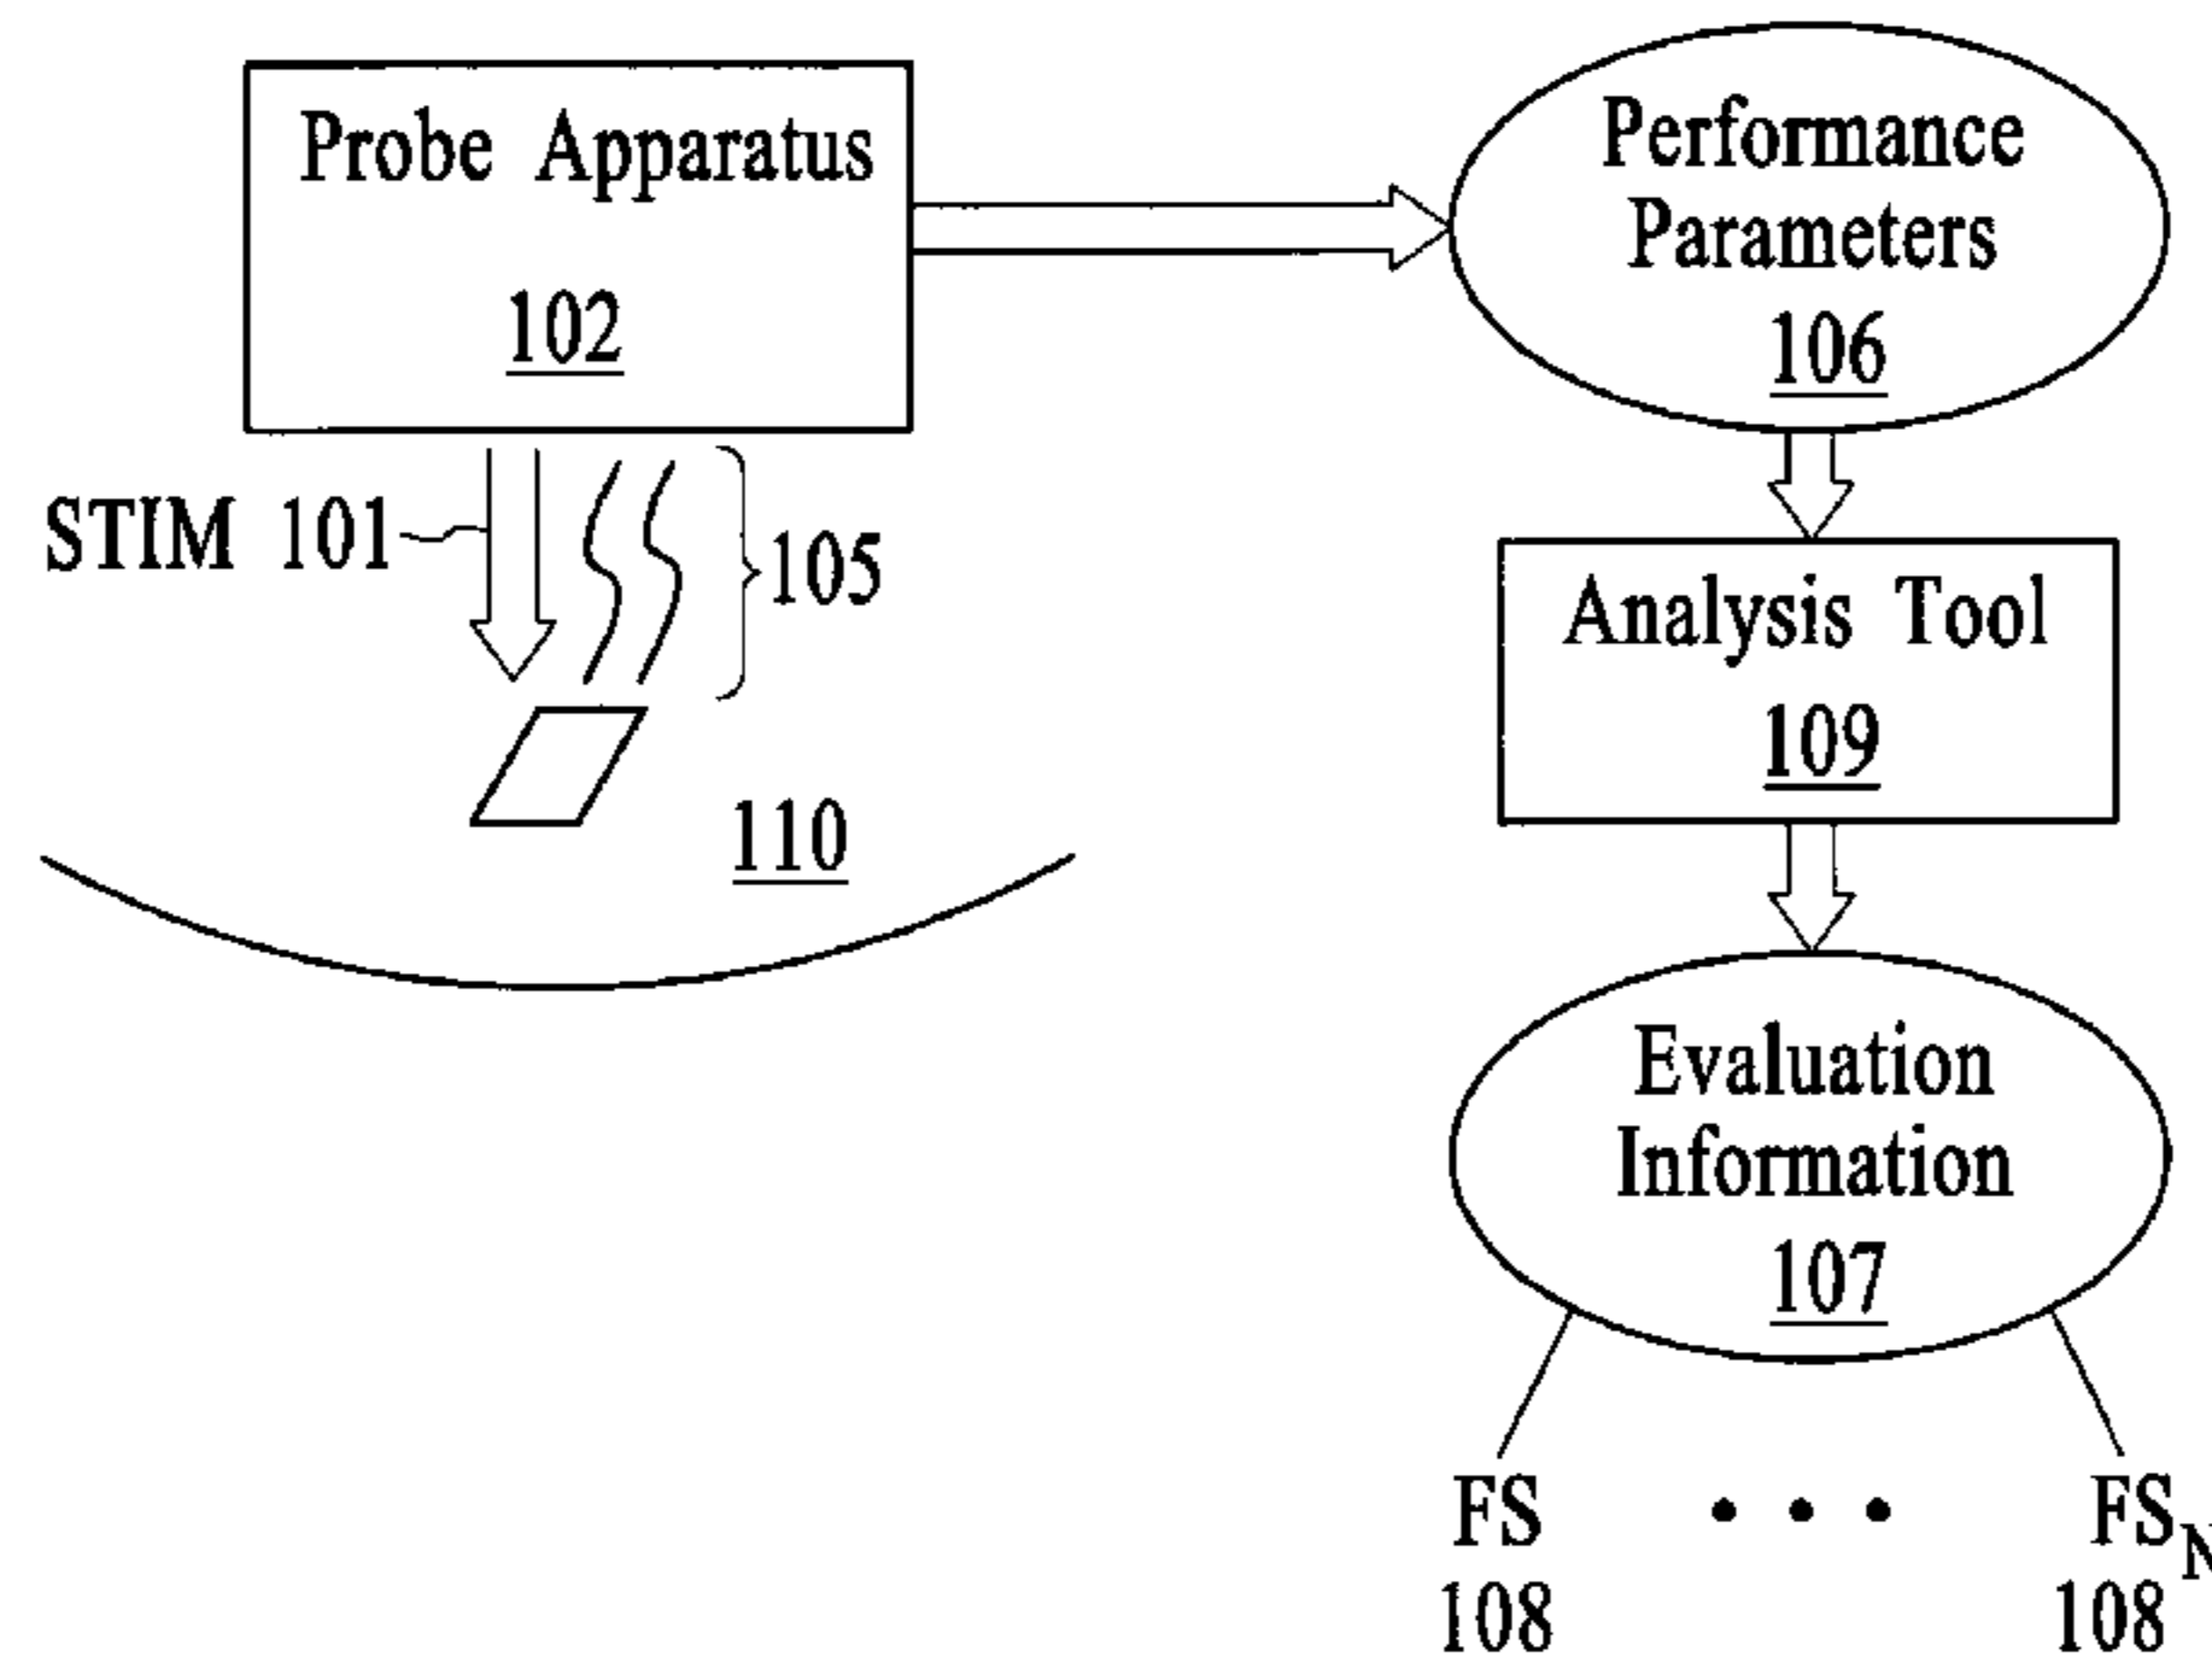 Probe Apparatus
102
Performance
Parameters
106
STIM 101
105
110
Analysis Tool
109
Evaluation
Information
107
FS • • • FS_N
108 108